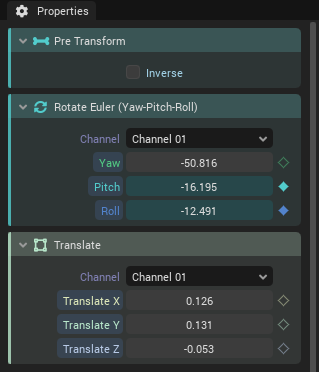 Properties
Pre Transform
Inverse
Rotate Euler (Yaw-Pitch-Roll)
Channel Channel 01
Yaw -50.816
Pitch -16.195
Roll -12.491
Translate
Channel Channel 01
Translate X 0.126
Translate Y 0.131
Translate Z -0.053